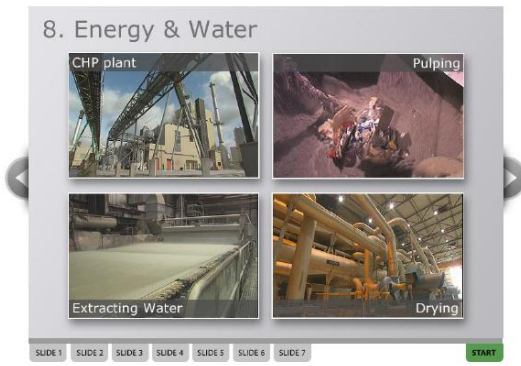 8. Energy & Water
CHP plant
Pulping
Extracting Water
Drying
SLIDE 1 SLIDE 2 SLIDE 3 SLIDE 4 SLIDE 5 SLIDE 6 SLIDE 7 START